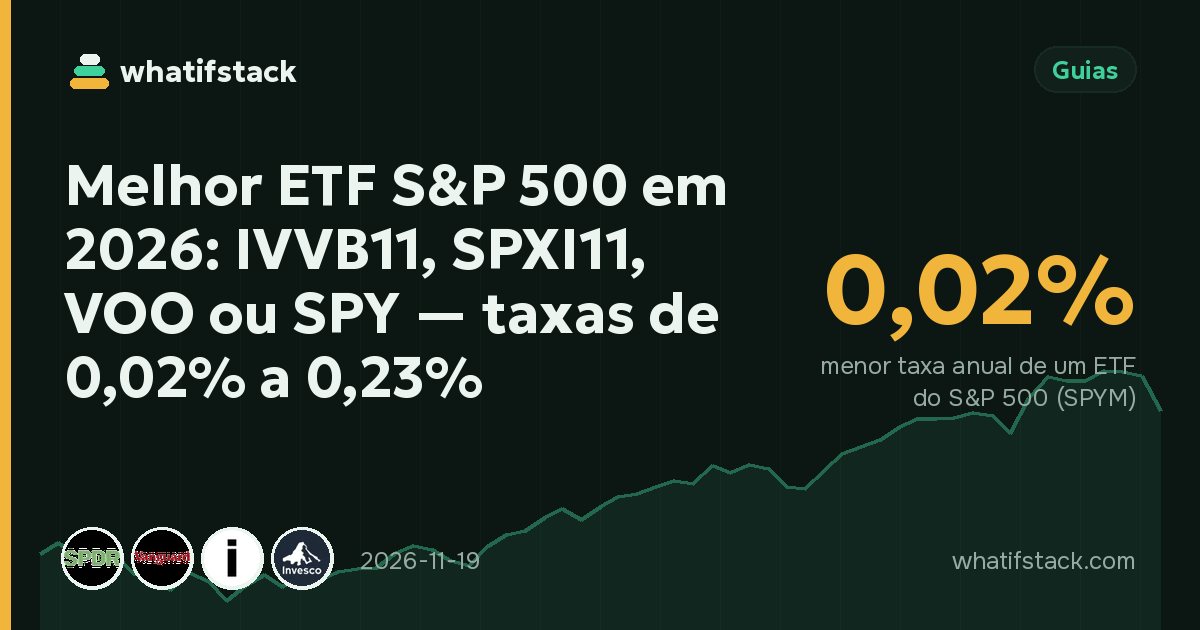 whatifstack
Guias
Melhor ETF S&P 500 em
2026: IVVB11, SPXI11,
VOO ou SPY — taxas de
0,02% a 0,23%
0,02%
menor taxa anual de um ETF
do S&P 500 (SPYM)
SPDR
Vanguard
i
Invesco
2026-11-19
whatifstack.com